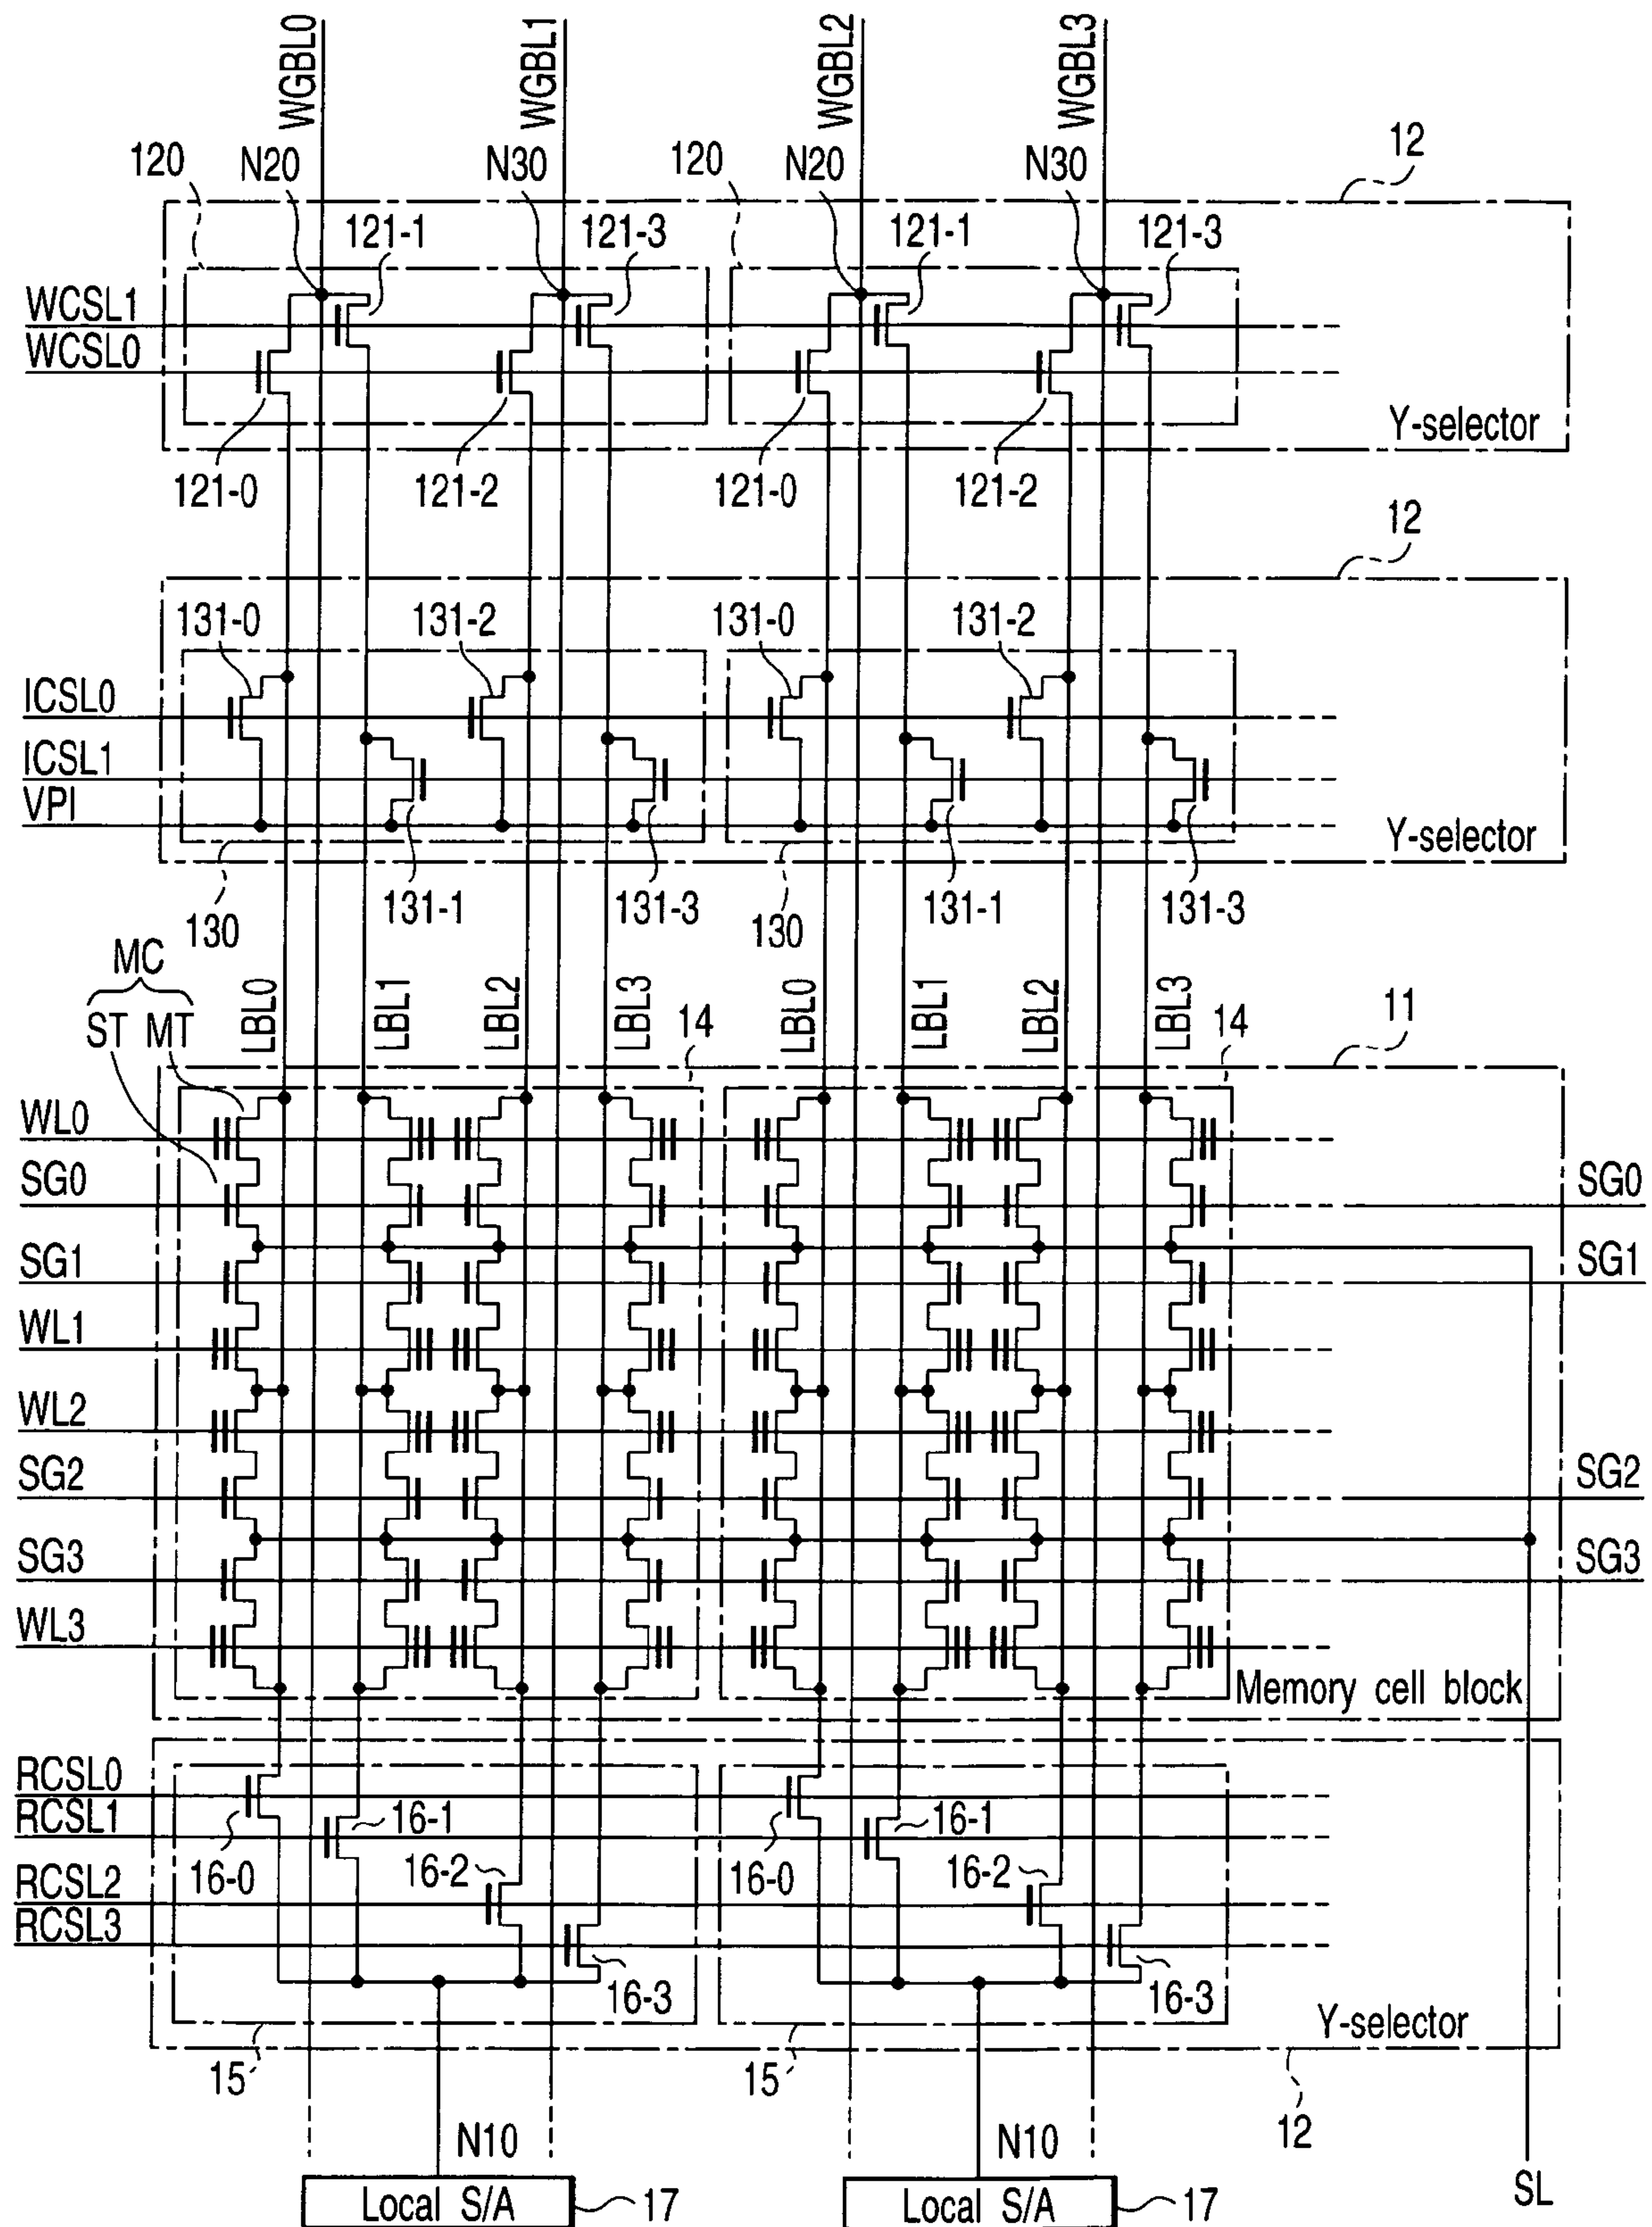 WGBL0
WGBL1
WGBL2
WGBL3
12
120 N20 N30 120 N20 N30
121-1 121-3 121-1 121-3
WCSL1
WCSL0
Y-selector
121-0 121-2 121-0 121-2
12
131-0 131-2 131-0 131-2
ICSL0
ICSL1
VPI
Y-selector
131-1 131-3 131-1 131-3
130 130
MC
ST MT
LBL0 LBL1 LBL2 LBL3 LBL0 LBL1 LBL2 LBL3
14 14 11
WL0
SG0 SG0
SG1 SG1
WL1
WL2
SG2 SG2
SG3 SG3
WL3
Memory cell block
RCSL0
RCSL1
16-1 16-1
16-0 16-2 16-0 16-2
RCSL2
RCSL3
16-3 16-3
Y-selector
15 15
12
N10 N10
Local S/A 17 Local S/A 17
SL